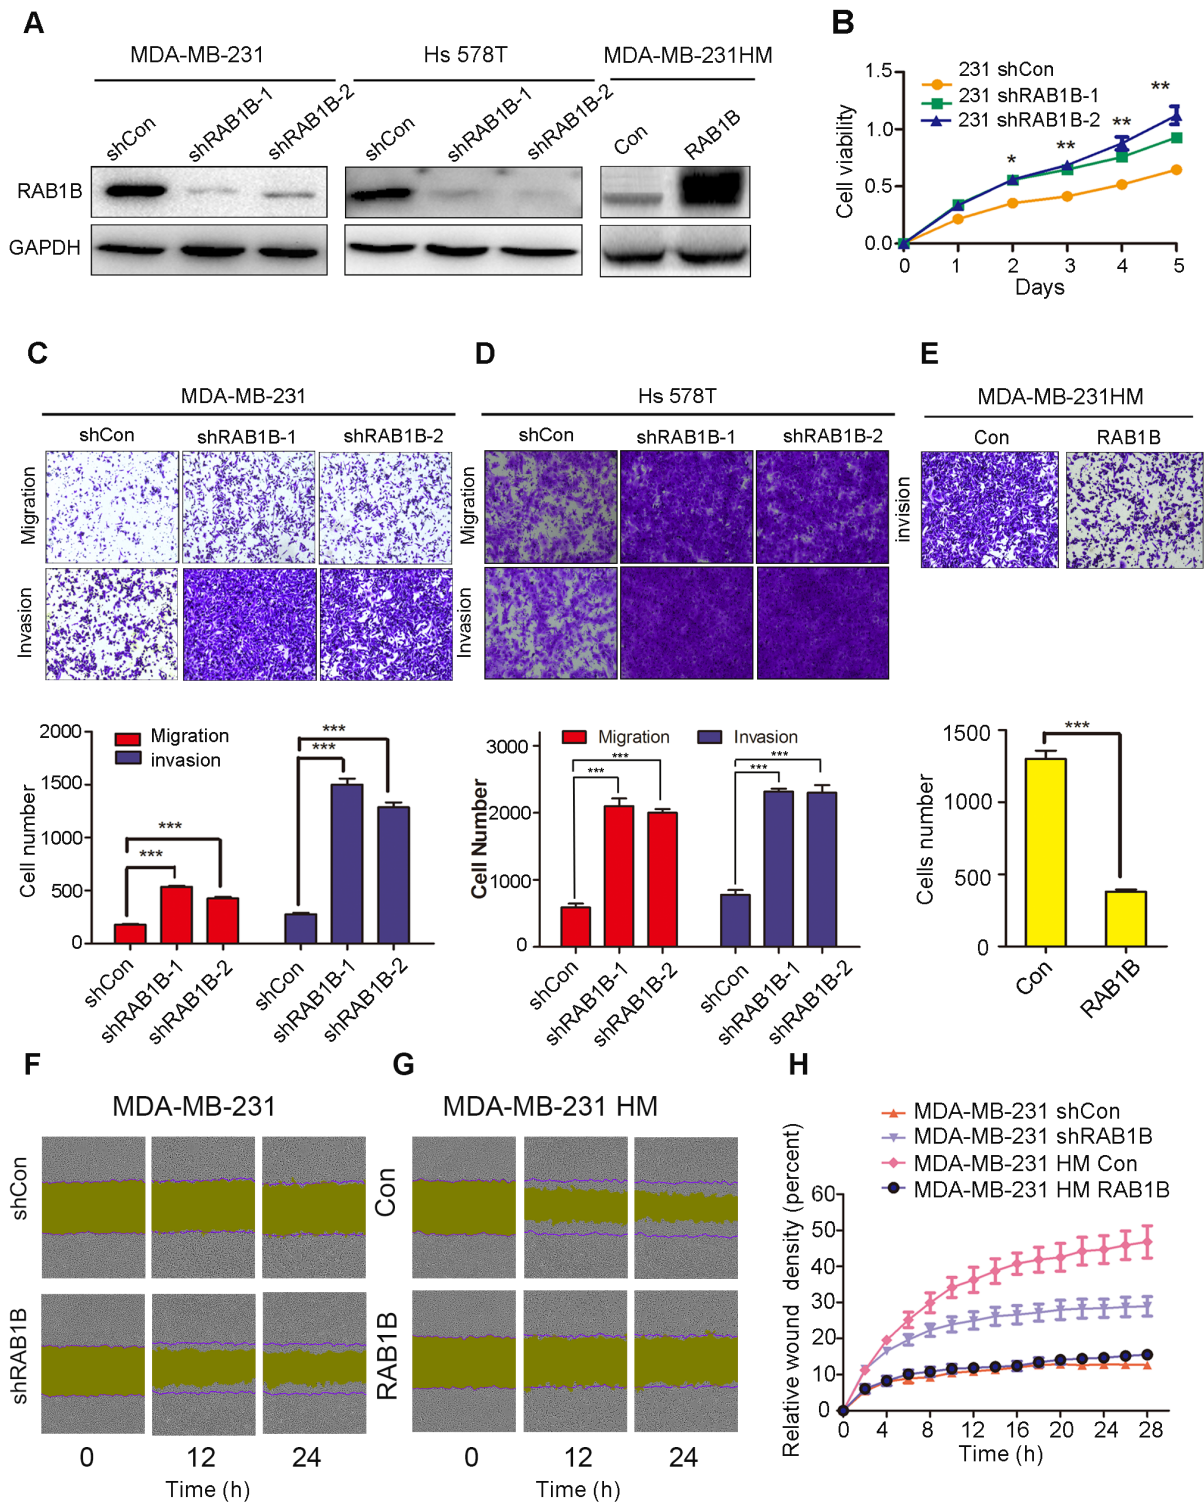 A
MDA-MB-231
Hs 578T
MDA-MB-231HM
shCon
shRAB1B-1
shRAB1B-2
shCon
shRAB1B-1
shRAB1B-2
Con
RAB1B
RAB1B
GAPDH
B
231 shCon
231 shRAB1B-1
231 shRAB1B-2
Cell viability
1.5
1.0
0.5
0.0
*
**
**
**
0 1 2 3 4 5
Days
C
MDA-MB-231
shCon shRAB1B-1 shRAB1B-2
Migration
Invasion
Cell number
2000
1500
1000
500
0
Migration
invasion
***
***
***
***
shCon
shRAB1B-1
shRAB1B-2
shCon
shRAB1B-1
shRAB1B-2
D
Hs 578T
shCon shRAB1B-1 shRAB1B-2
Migration
Invasion
Cell Number
3000
2000
1000
0
Migration Invasion
***
***
***
***
shCon
shRAB1B-1
shRAB1B-2
shCon
shRAB1B-1
shRAB1B-2
E
MDA-MB-231HM
Con RAB1B
invision
Cells number
1500
1000
500
0
***
Con
RAB1B
F
MDA-MB-231
shCon
shRAB1B
0 12 24
Time (h)
G
MDA-MB-231 HM
Con
RAB1B
0 12 24
Time (h)
H
MDA-MB-231 shCon
MDA-MB-231 shRAB1B
MDA-MB-231 HM Con
MDA-MB-231 HM RAB1B
Relative wound density (percent)
60
50
40
30
20
10
0
0 4 8 12 16 20 24 28
Time (h)